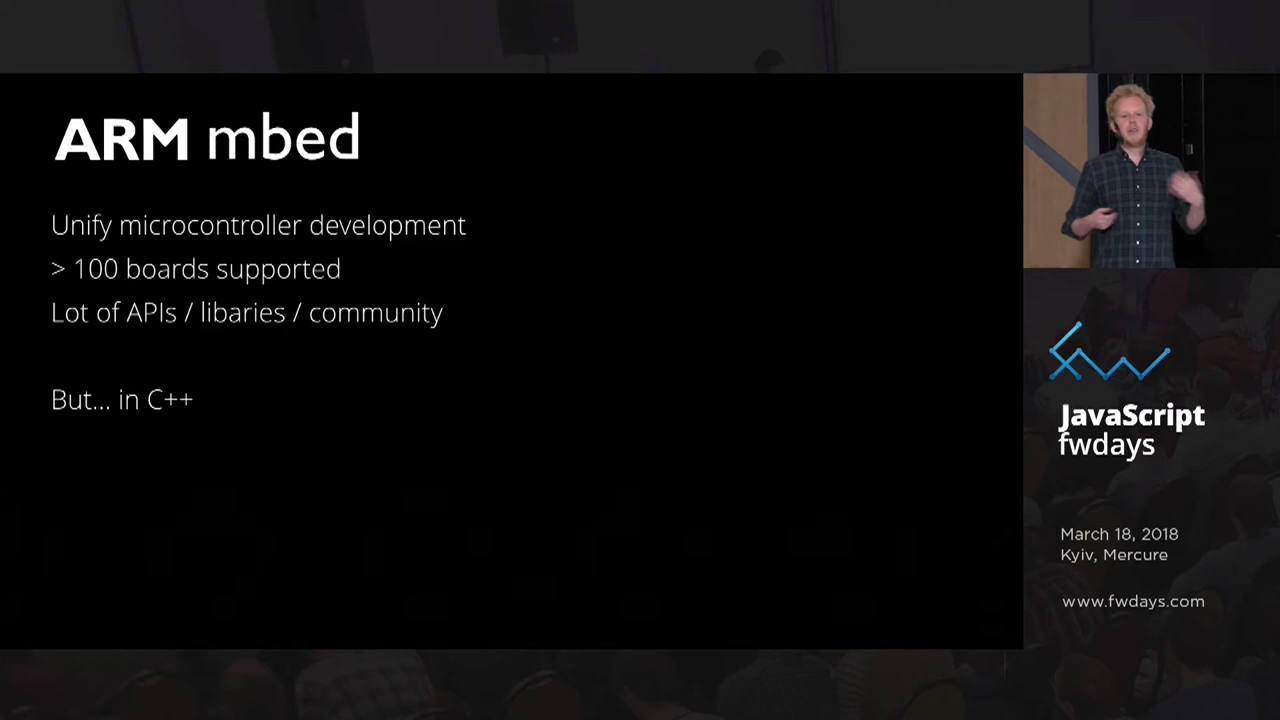 ARM mbed
Unify microcontroller development
> 100 boards supported
Lot of APIs / libaries / community
But... in C++
fw
JavaScript
fwdays
March 18, 2018
Kyiv, Mercure
www.fwdays.com